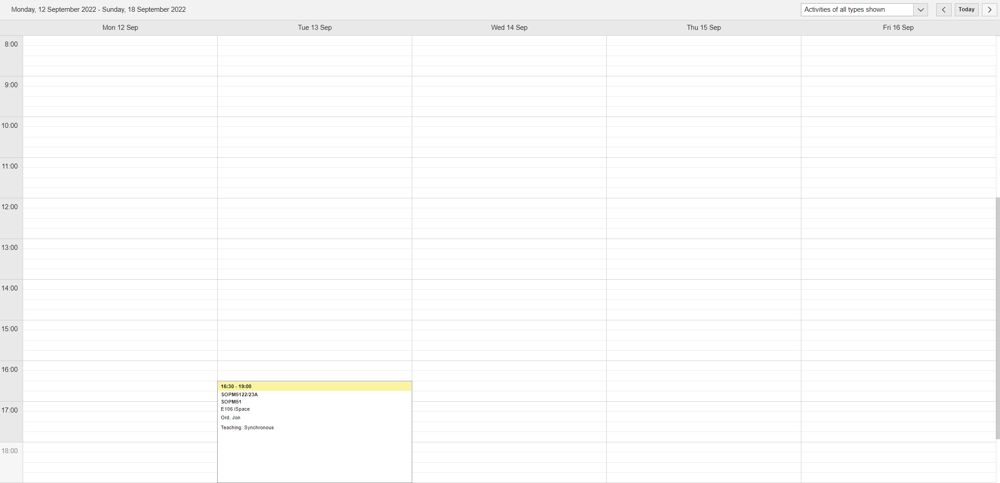 Monday, 12 September 2022 - Sunday, 18 September 2022
Activities of all types shown
Today
Mon 12 Sep
Tue 13 Sep
Wed 14 Sep
Thu 15 Sep
Fri 16 Sep
8:00
9:00
10:00
11:00
12:00
13:00
14:00
15:00
16:00
16:30 - 19:00
SOPM5122/23A
SOPM51
E106 iSpace
17:00
Ord, Jon
Teaching: Synchronous
18:00